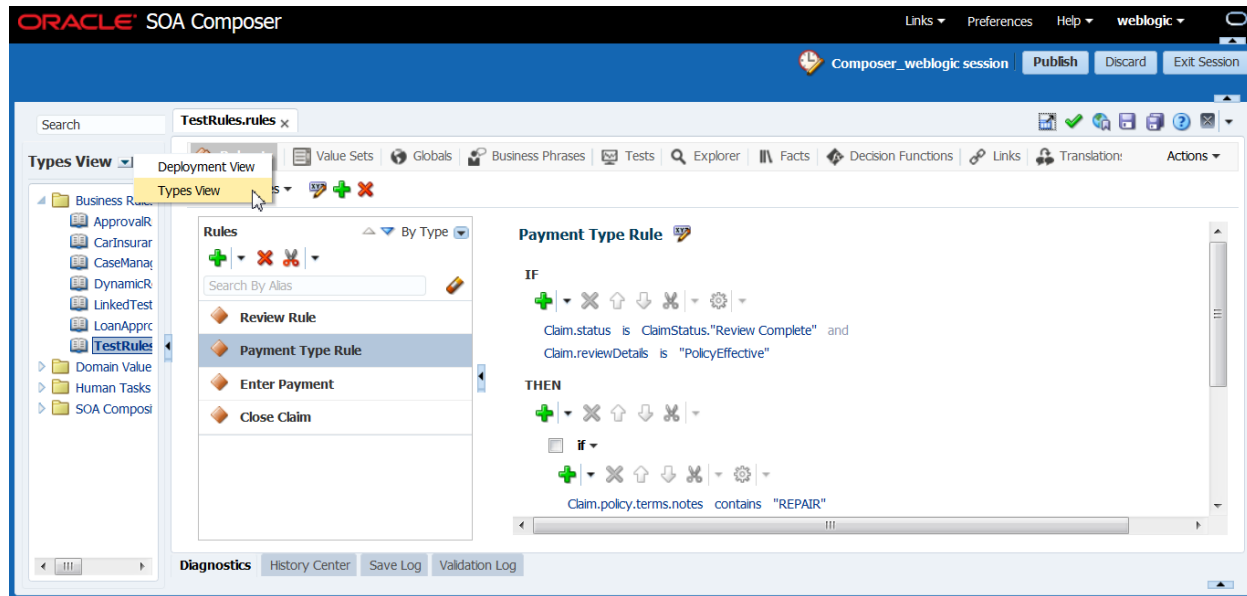 ORACLE SOA Composer
Links Preferences Help weblogic
Composer_weblogic session Publish Discard Exit Session
Search
TestRules.rules
Value Sets Globals Business Phrases Tests Explorer Facts Decision Functions Links Translation: Actions
Types View
Deployment View
Types View
Business
ApprovalR
CarInsurar
CaseManag
DynamicR
LinkedTest
LoanAppro
TestRules
Domain Value
Human Tasks
SOA Composi
Rules
By Type
Search By Alias
Review Rule
Payment Type Rule
Enter Payment
Close Claim
Payment Type Rule
IF
Claim.status is ClaimStatus."Review Complete" and
Claim.reviewDetails is "PolicyEffective"
THEN
if
Claim.policy.terms.notes contains "REPAIR"
Diagnostics History Center Save Log Validation Log